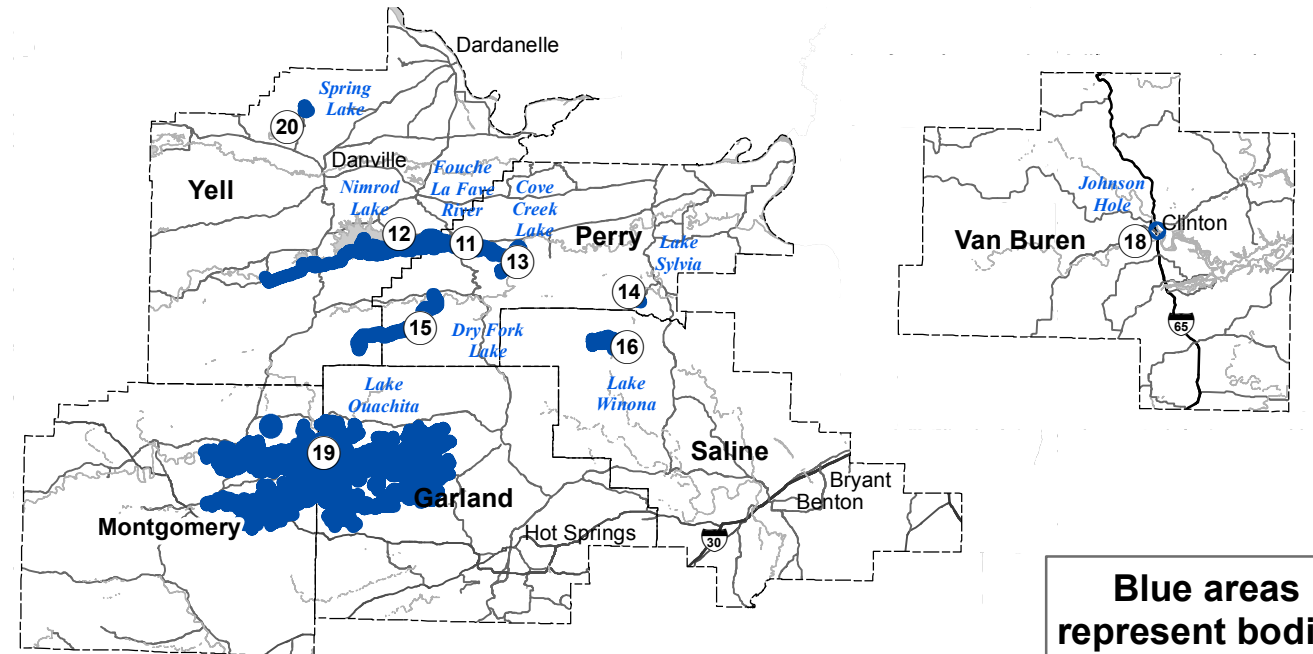 Dardanelle
Spring
Lake
20
Danville
Yell
Nimrod
Lake
Fouche
La Fave
River
Cove
Creek
Lake
12
11
13
Perry
Lake
Sylvia
14
15
Dry Fork
Lake
16
Lake
Winona
Lake
Ouachita
19
Saline
Garland
Montgomery
Bryant
Benton
Hot Springs
30
Johnson
Hole
Clinton
Van Buren
18
65
Blue areas
represent bodi